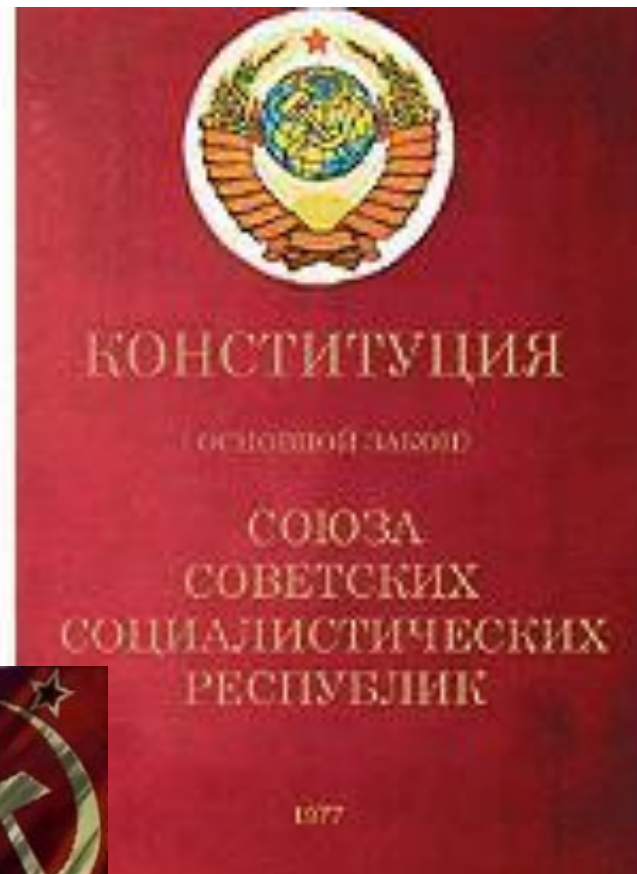 КОНСТИТУЦИЯ
(ОСНОВНОЙ ЗАКОН)
СОЮЗА
СОВЕТСКИХ
СОЦИАЛИСТИЧЕСКИХ
РЕСПУБЛИК
1977